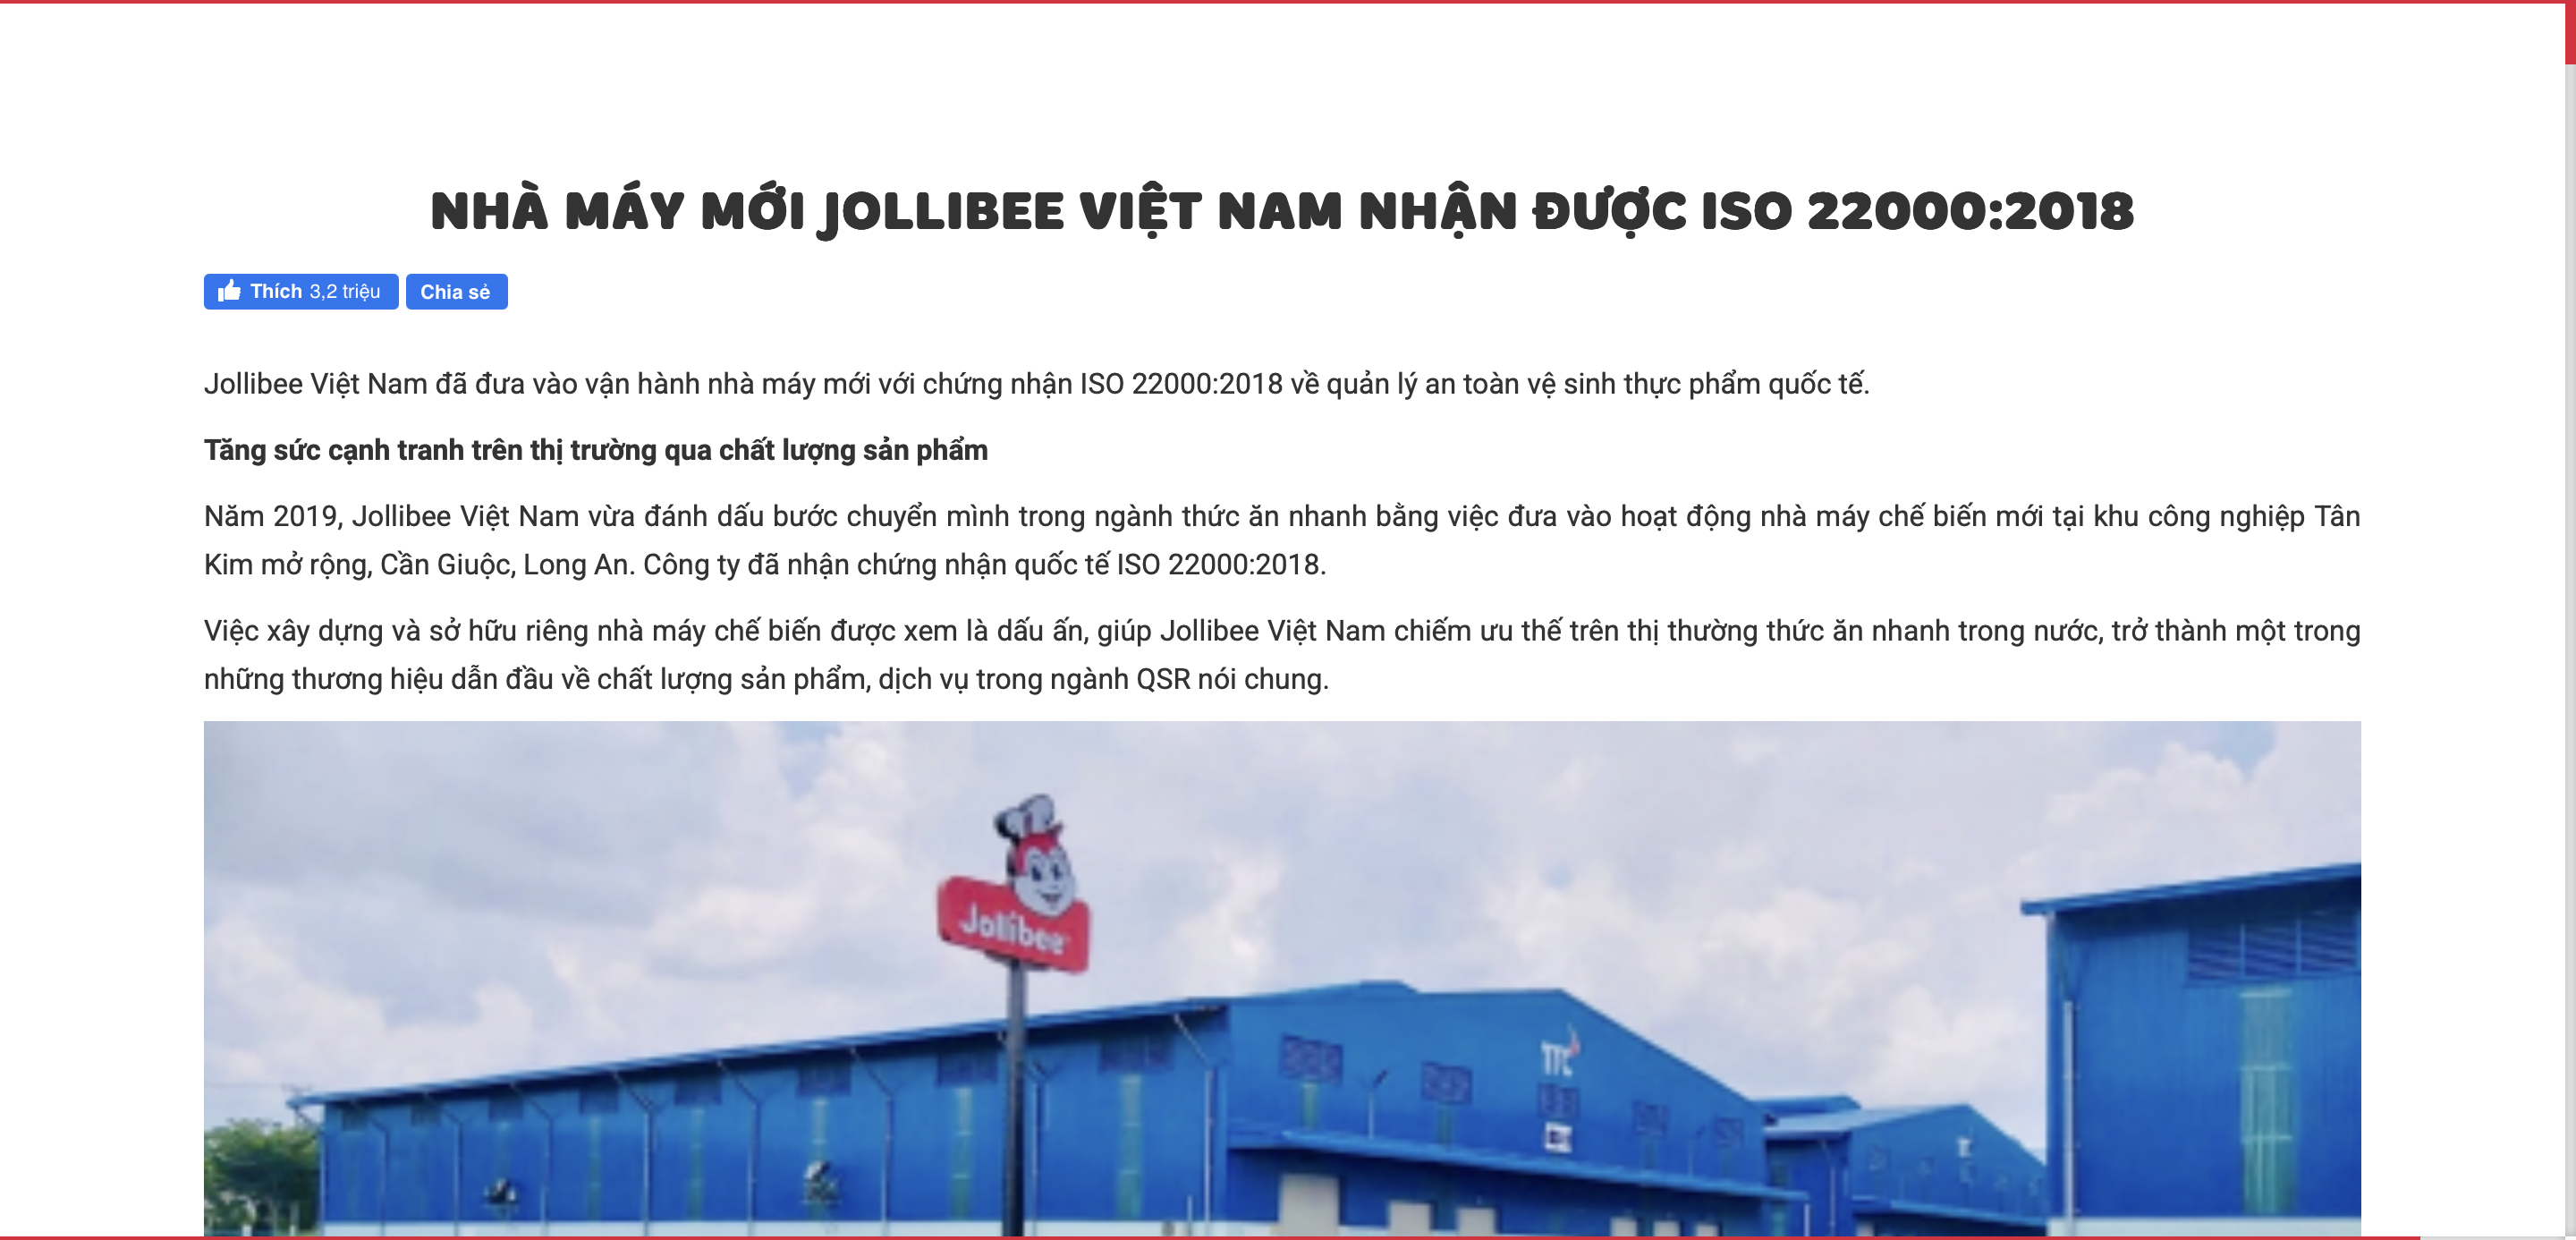 NHÀ MÁY MỚI JOLLIBEE VIỆT NAM NHẬN ĐƯỢC ISO 22000:2018
Thích 3,2 triệu Chia sẻ
Jollibee Việt Nam đã đưa vào vận hành nhà máy mới với chứng nhận ISO 22000:2018 về quản lý an toàn vệ sinh thực phẩm quốc tế.
Tăng sức cạnh tranh trên thị trường qua chất lượng sản phẩm
Năm 2019, Jollibee Việt Nam vừa đánh dấu bước chuyển mình trong ngành thức ăn nhanh bằng việc đưa vào hoạt động nhà máy chế biến mới tại khu công nghiệp Tân
Kim mở rộng, Cần Giuộc, Long An. Công ty đã nhận chứng nhận quốc tế ISO 22000:2018.
Việc xây dựng và sở hữu riêng nhà máy chế biến được xem là dấu ấn, giúp Jollibee Việt Nam chiếm ưu thế trên thị thường thức ăn nhanh trong nước, trở thành một trong
những thương hiệu dẫn đầu về chất lượng sản phẩm, dịch vụ trong ngành QSR nói chung.
Jollibee
TTC